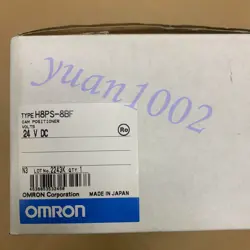 yuan1002
TYPE H8PS-8BF
CAM POSITIONER
VOLTS
24 V DC
Ro
N3 LOT No. 2243K QTY 1
OMRON Corporation MADE IN JAPAN
OMRON